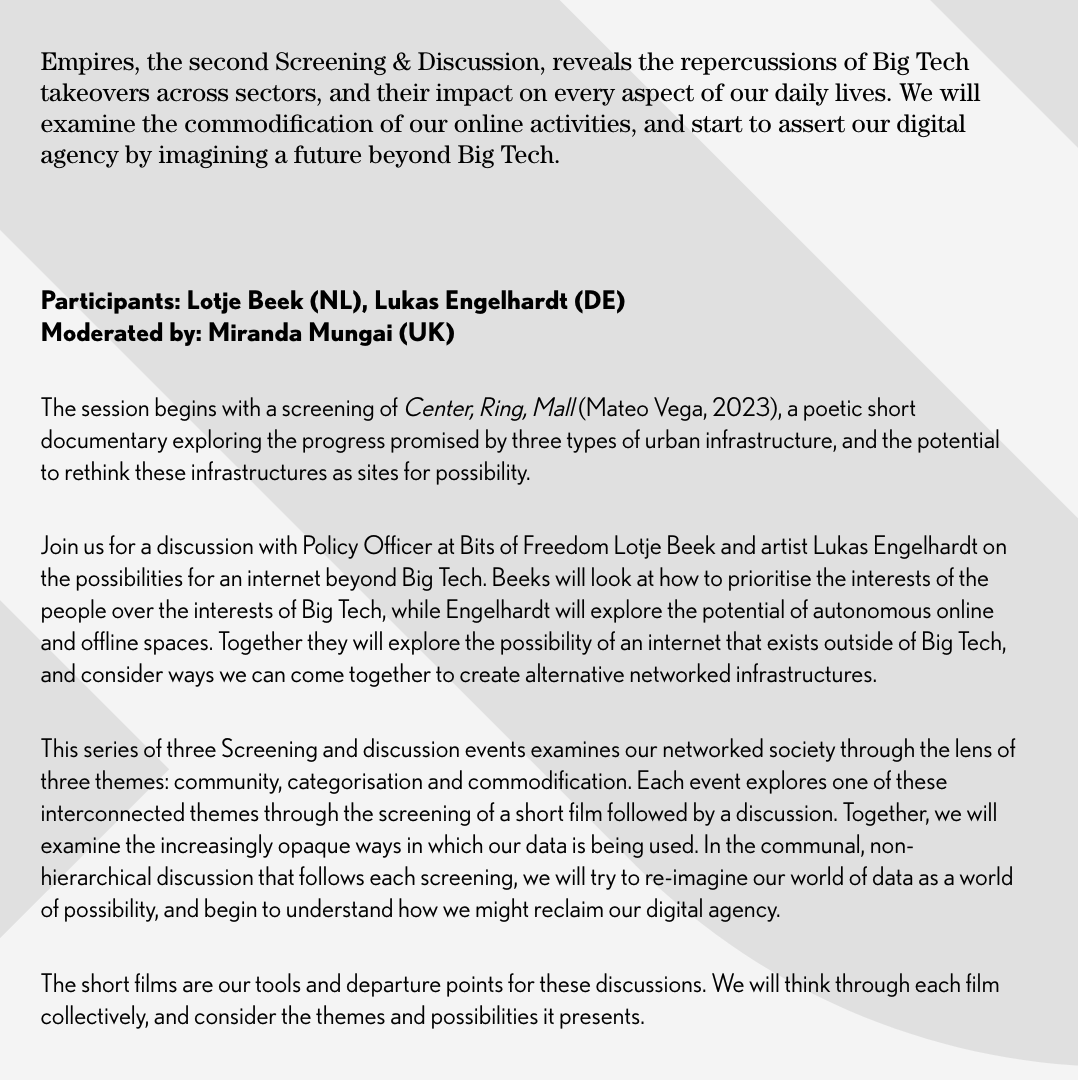 Empires, the second Screening & Discussion, reveals the repercussions of Big Tech
takeovers across sectors, and their impact on every aspect of our daily lives. We will
examine the commodification of our online activities, and start to assert our digital
agency by imagining a future beyond Big Tech.
Participants: Lotje Beek (NL), Lukas Engelhardt (DE)
Moderated by: Miranda Mungai (UK)
The session begins with a screening of Center, Ring, Mall (Mateo Vega, 2023), a poetic short
documentary exploring the progress promised by three types of urban infrastructure, and the potential
to rethink these infrastructures as sites for possibility.
Join us for a discussion with Policy Officer at Bits of Freedom Lotje Beek and artist Lukas Engelhardt on
the possibilities for an internet beyond Big Tech. Beeks will look at how to prioritise the interests of the
people over the interests of Big Tech, while Engelhardt will explore the potential of autonomous online
and offline spaces. Together they will explore the possibility of an internet that exists outside of Big Tech,
and consider ways we can come together to create alternative networked infrastructures.
This series of three Screening and discussion events examines our networked society through the lens of
three themes: community, categorisation and commodification. Each event explores one of these
interconnected themes through the screening of a short film followed by a discussion. Together, we will
examine the increasingly opaque ways in which our data is being used. In the communal, non-
hierarchical discussion that follows each screening, we will try to re-imagine our world of data as a world
of possibility, and begin to understand how we might reclaim our digital agency.
The short films are our tools and departure points for these discussions. We will think through each film
collectively, and consider the themes and possibilities it presents.